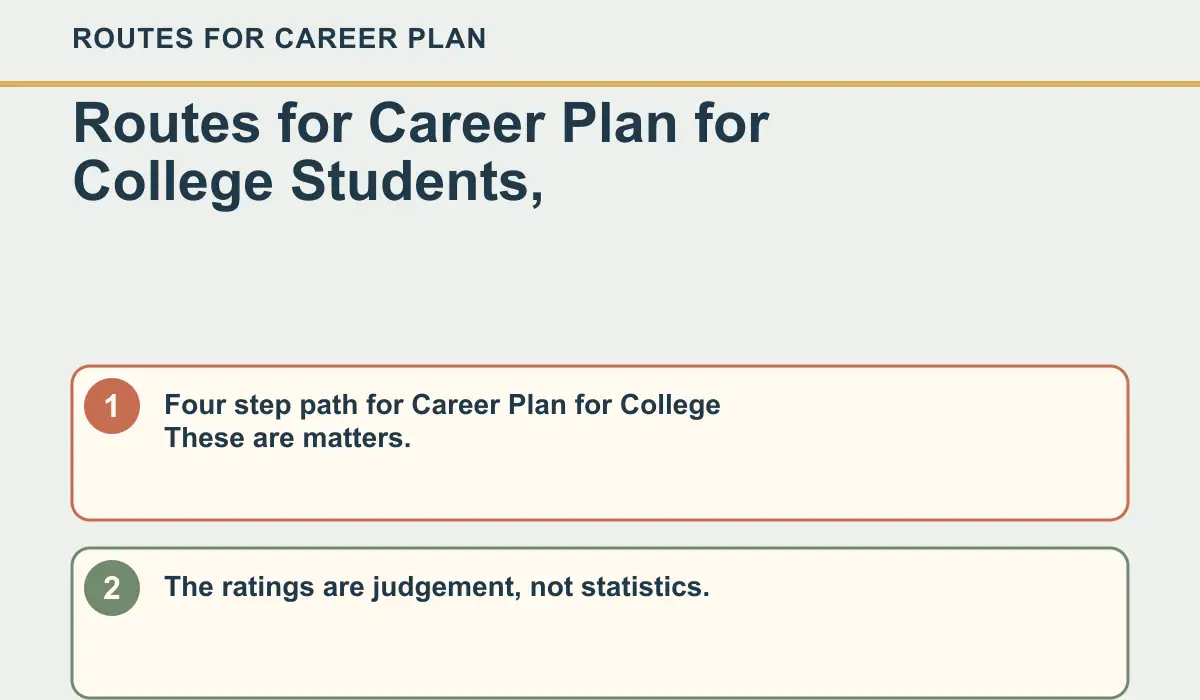 ROUTES FOR CAREER PLAN
Routes for Career Plan for
College Students,
1
Four step path for Career Plan for College
These are matters.
2
The ratings are judgement, not statistics.